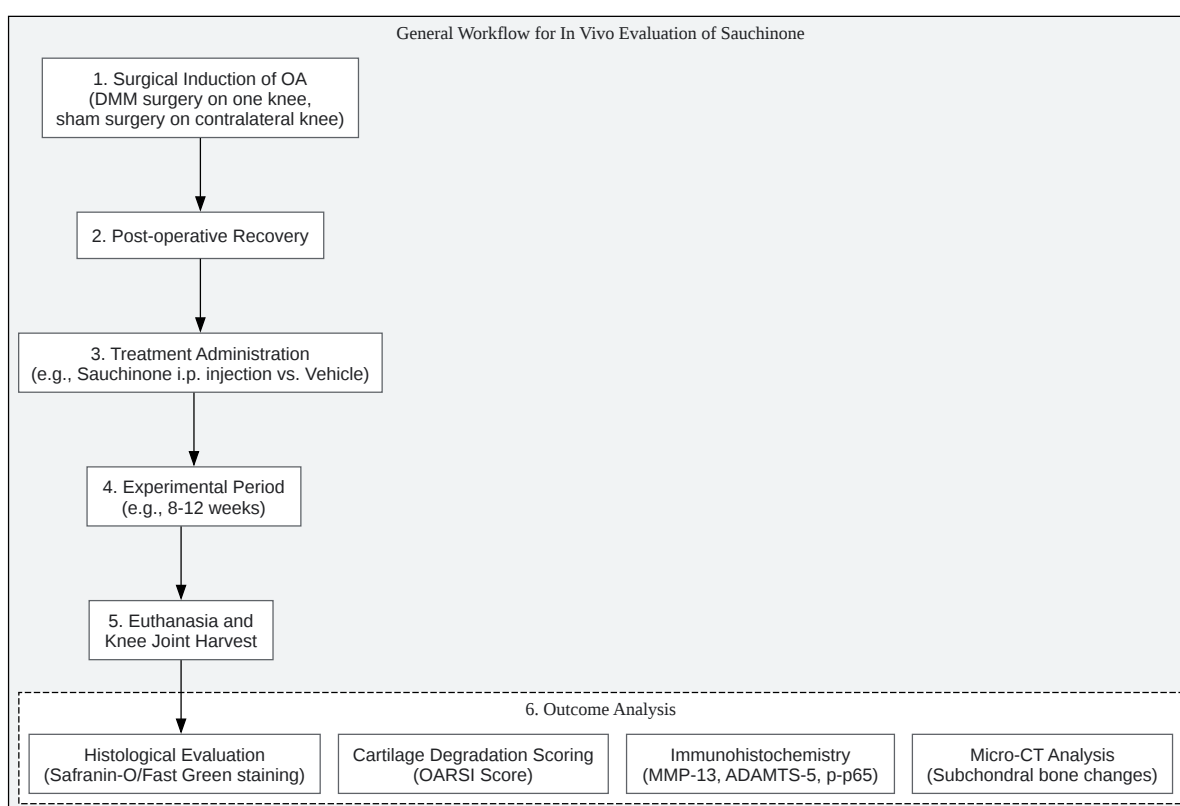 General Workflow for In Vivo Evaluation of Sauchinone
1. Surgical Induction of OA
(DMM surgery on one knee,
sham surgery on contralateral knee)
2. Post-operative Recovery
3. Treatment Administration
(e.g., Sauchinone i.p. injection vs. Vehicle)
4. Experimental Period
(e.g., 8-12 weeks)
5. Euthanasia and
Knee Joint Harvest
6. Outcome Analysis
Histological Evaluation
(Safranin-O/Fast Green staining)
Cartilage Degradation Scoring
(OARSI Score)
Immunohistochemistry
(MMP-13, ADAMTS-5, p-p65)
Micro-CT Analysis
(Subchondral bone changes)